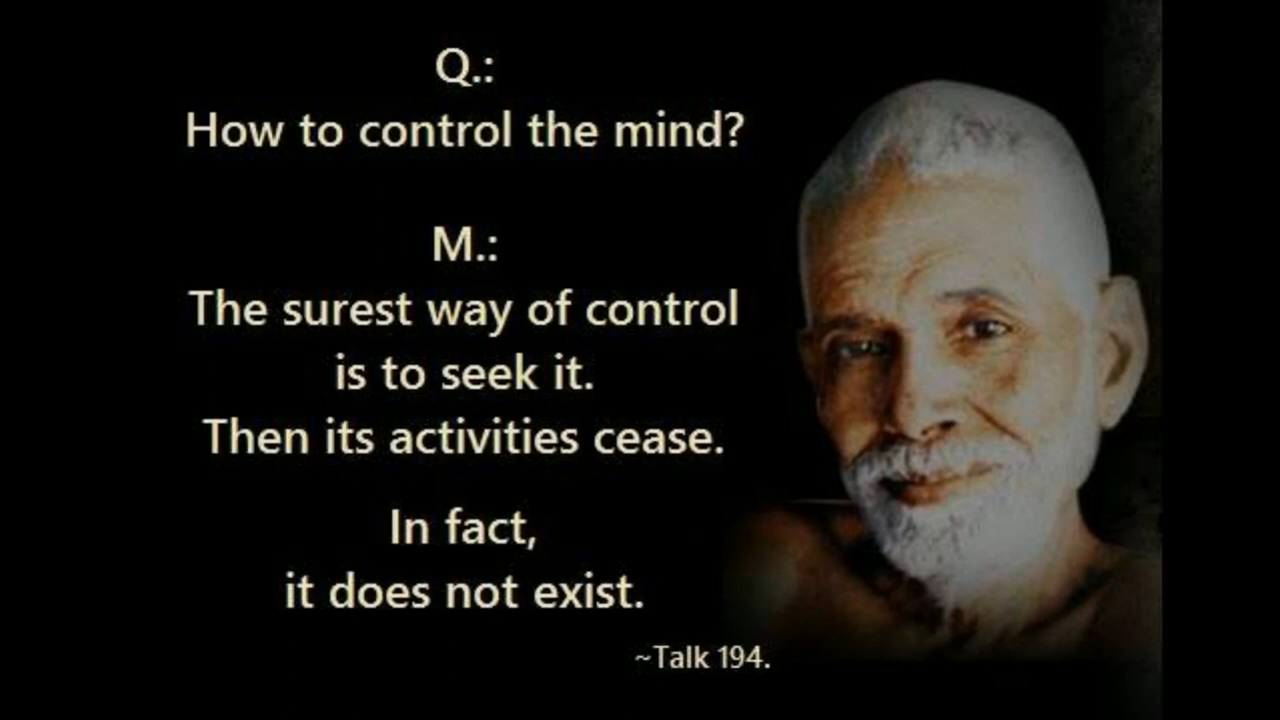 Q.:
How to control the mind?
M.:
The surest way of control
is to seek it.
Then its activities cease.
In fact,
it does not exist.
~Talk 194.